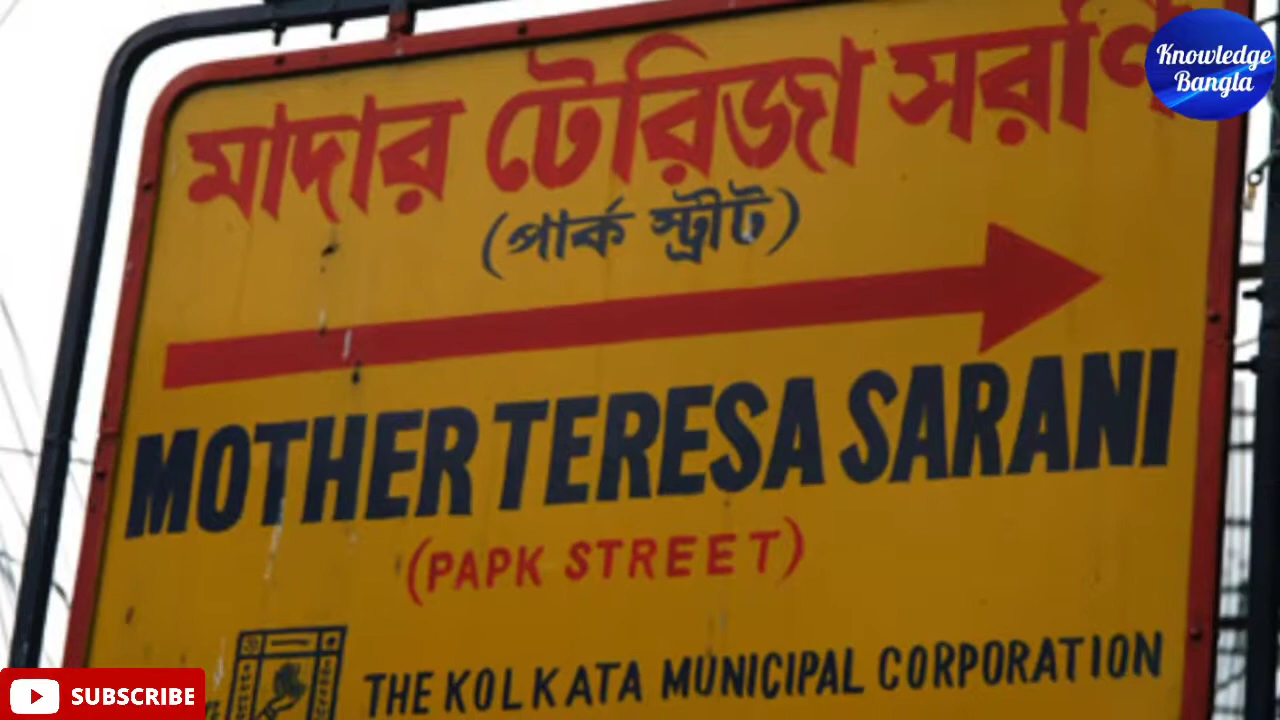 মাদার টেরিজা সরণি
(পার্ক স্ট্রীট)
MOTHER TERESA SARANI
(PAPK STREET)
THE KOLKATA MUNICIPAL CORPORATION
Knowledge
Bangla
SUBSCRIBE